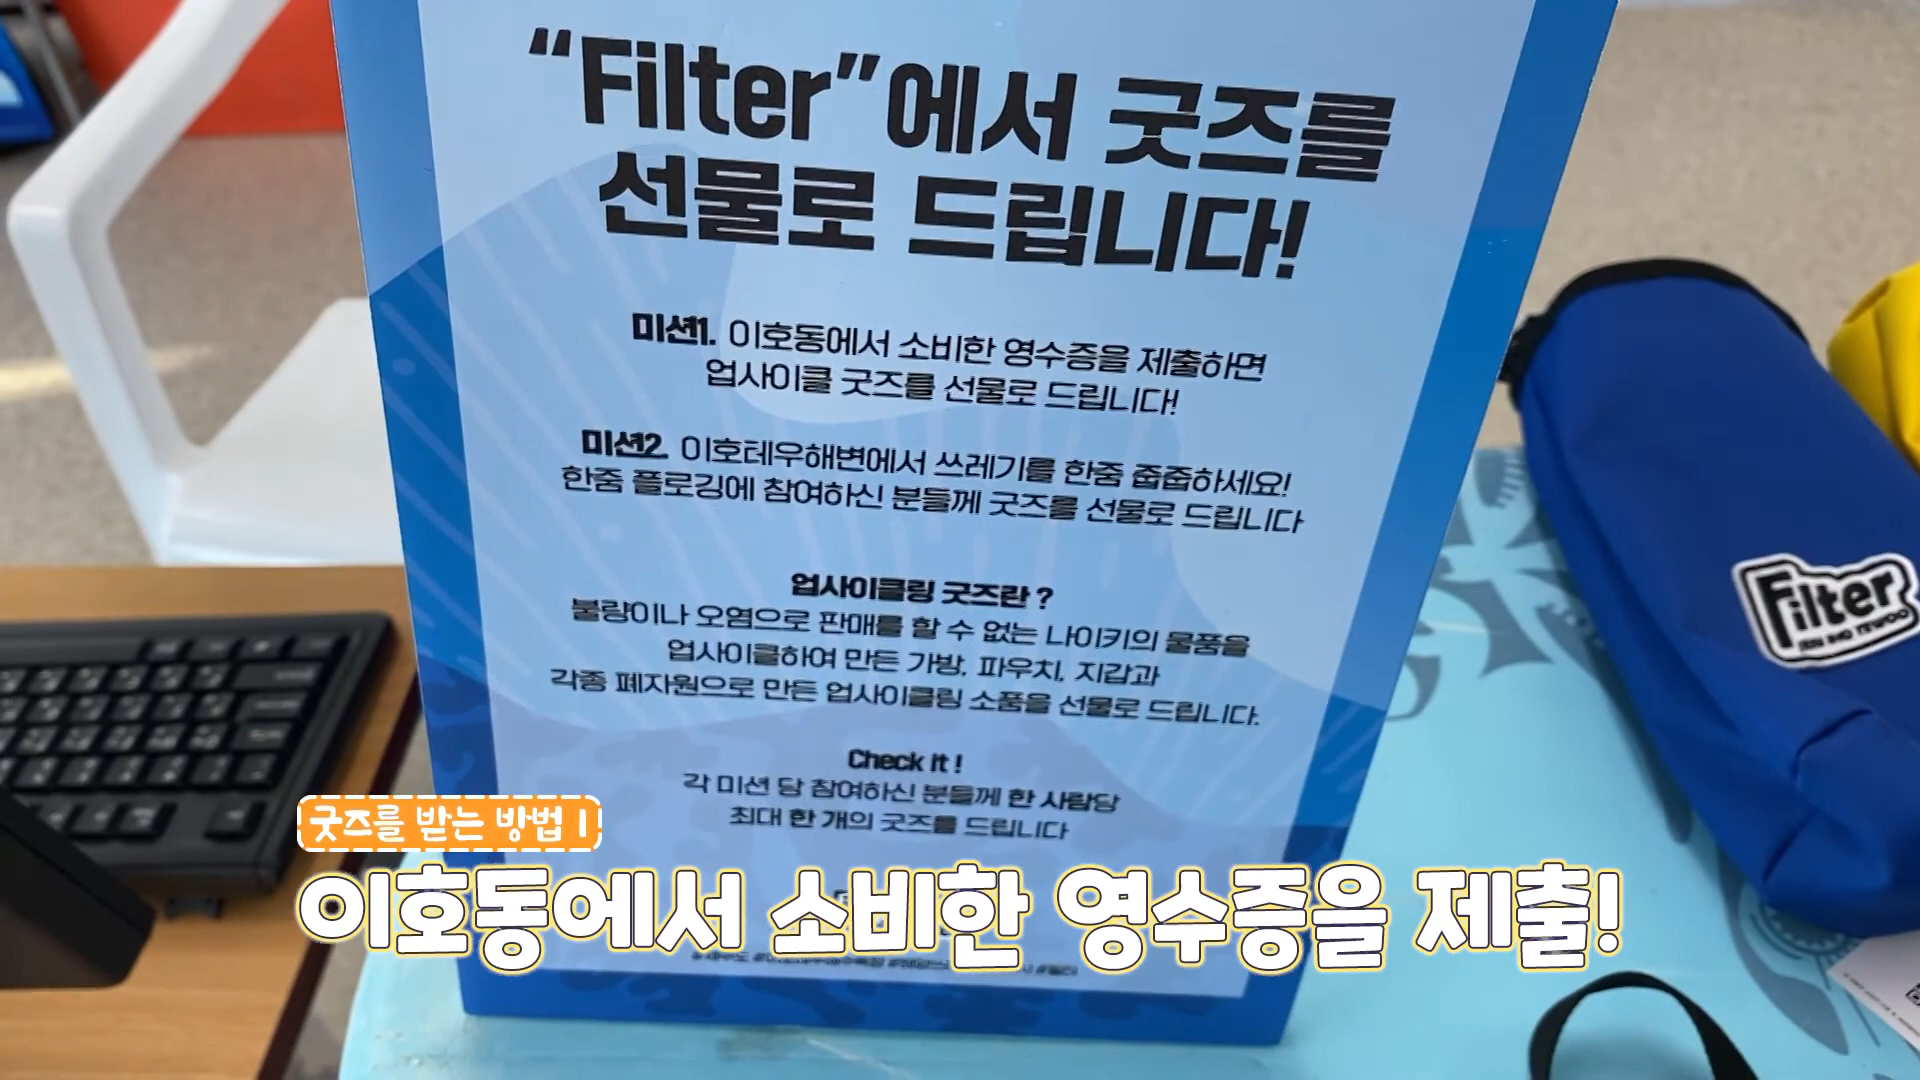 “Filter”에서 굿즈를
선물로 드립니다!
미션1. 이호동에서 소비한 영수증을 제출하면
업사이클 굿즈를 선물로 드립니다!
미션2. 이호테우해변에서 쓰레기를 한줌 줍줍하세요!
한줌 플로깅에 참여하신 분들께 굿즈를 선물로 드립니다
업사이클링 굿즈란 ?
불량이나 오염으로 판매를 할 수 없는 나이키의 물품을
업사이클하여 만든 가방, 파우치, 지갑과
각종 폐자원으로 만든 업사이클링 소품을 선물로 드립니다.
Check it !
각 미션 당 참여하신 분들께 한 사람당
최대 한 개의 굿즈를 드립니다
Filter
굿즈를 받는 방법 1
이호동에서 소비한 영수증을 제출!